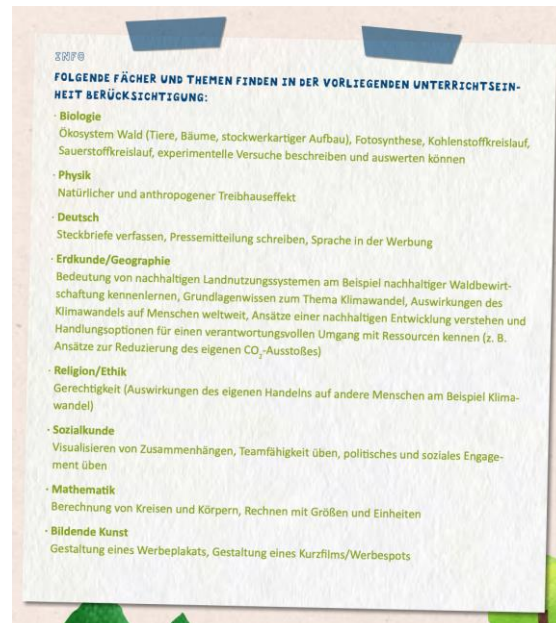 INFO
FOLGENDE FÄCHER UND THEMEN FINDEN IN DER VORLIEGENDEN UNTERRICHTSEIN-
HEIT BERÜCKSICHTIGUNG:
· Biologie
Ökosystem Wald (Tiere, Bäume, stockwerkartiger Aufbau), Fotosynthese, Kohlenstoffkreislauf,
Sauerstoffkreislauf, experimentelle Versuche beschreiben und auswerten können
· Physik
Natürlicher und anthropogener Treibhauseffekt
· Deutsch
Steckbriefe verfassen, Pressemitteilung schreiben, Sprache in der Werbung
· Erdkunde/Geographie
Bedeutung von nachhaltigen Landnutzungssystemen am Beispiel nachhaltiger Waldbewirt-
schaftung kennenlernen, Grundlagenwissen zum Thema Klimawandel, Auswirkungen des
Klimawandels auf Menschen weltweit, Ansätze einer nachhaltigen Entwicklung verstehen und
Handlungsoptionen für einen verantwortungsvollen Umgang mit Ressourcen kennen (z. B.
Ansätze zur Reduzierung des eigenen CO₂-Ausstoßes)
· Religion/Ethik
Gerechtigkeit (Auswirkungen des eigenen Handelns auf andere Menschen am Beispiel Klima-
wandel)
· Sozialkunde
Visualisieren von Zusammenhängen, Teamfähigkeit üben, politisches und soziales Engage-
ment üben
· Mathematik
Berechnung von Kreisen und Körpern, Rechnen mit Größen und Einheiten
· Bildende Kunst
Gestaltung eines Werbeplakats, Gestaltung eines Kurzfilms/Werbespots